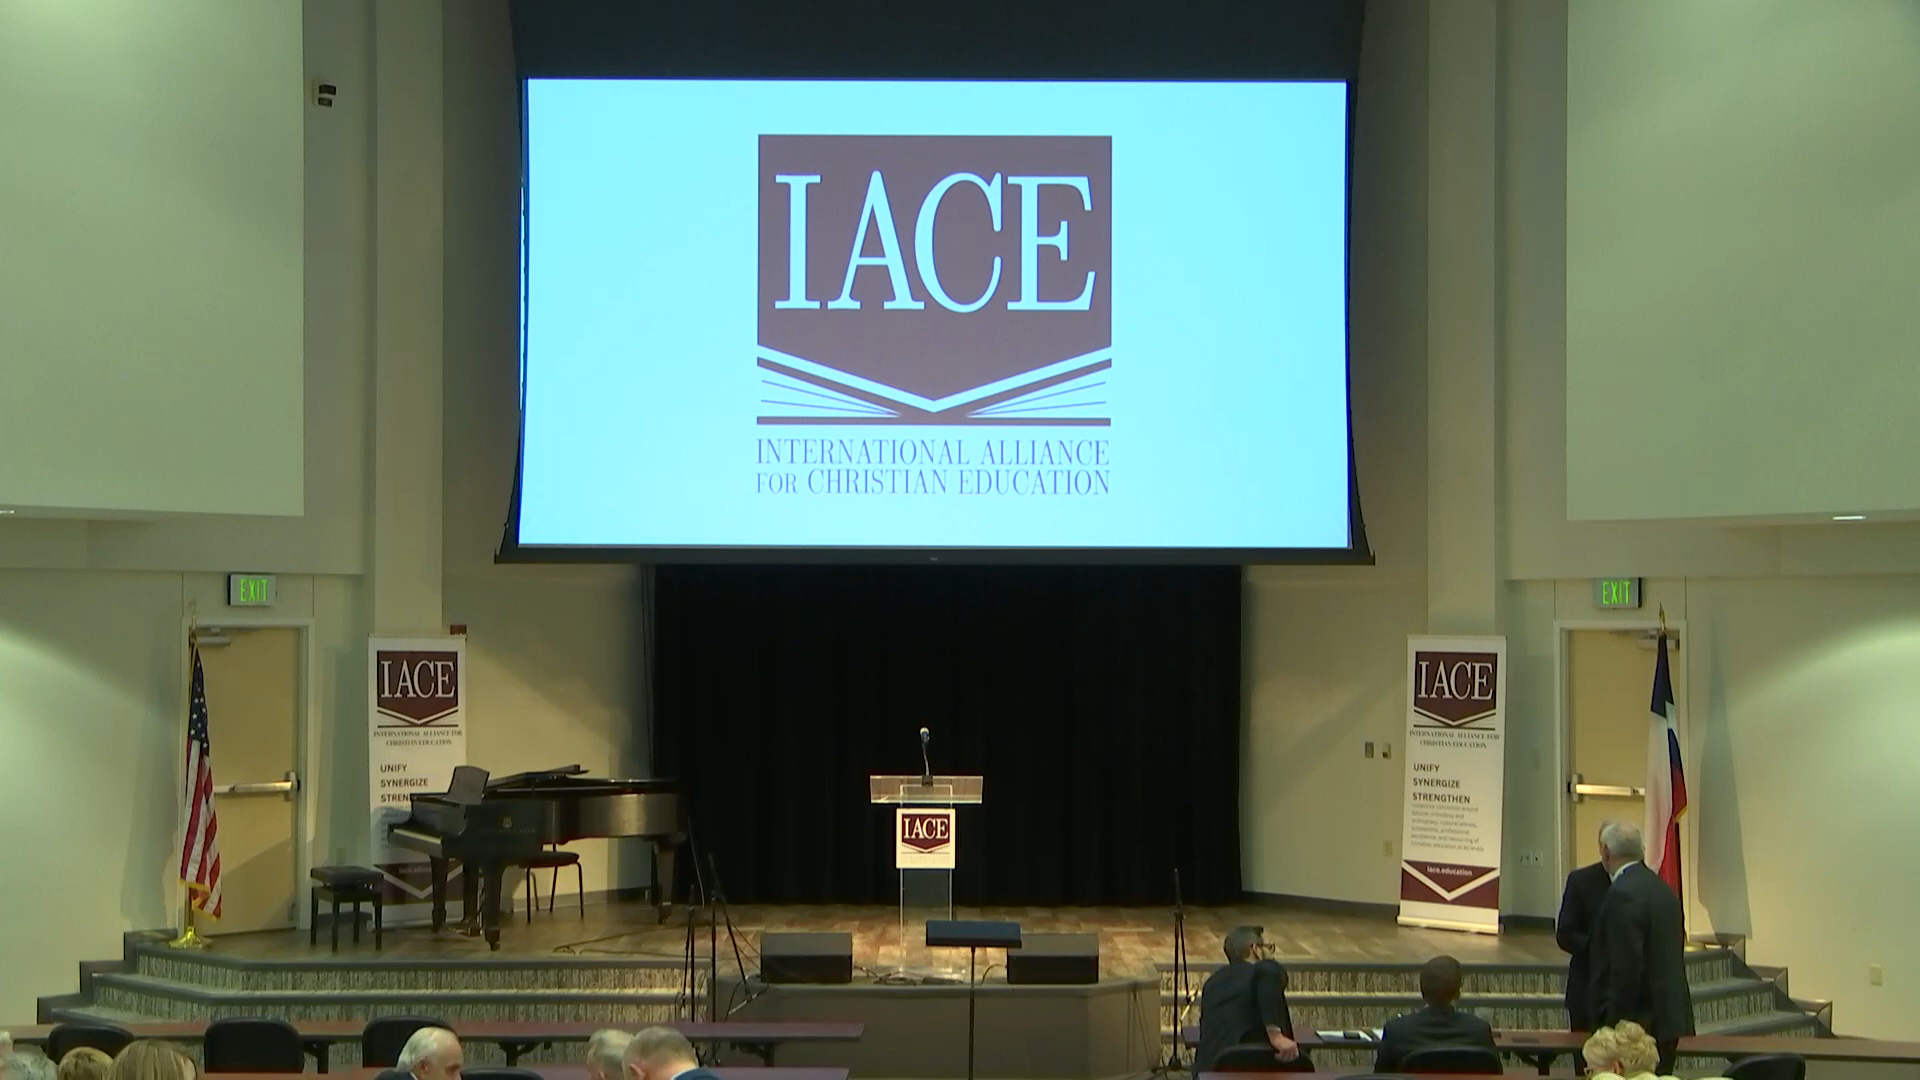 IACE
INTERNATIONAL ALLIANCE
FOR CHRISTIAN EDUCATION
EXIT
EXIT
IACE
INTERNATIONAL ALLIANCE FOR
CHRISTIAN EDUCATION
UNIFY
SYNERGIZE
STREN
IACE
IACE
INTERNATIONAL ALLIANCE FOR
CHRISTIAN EDUCATION
UNIFY
SYNERGIZE
STRENGTHEN
iace.education